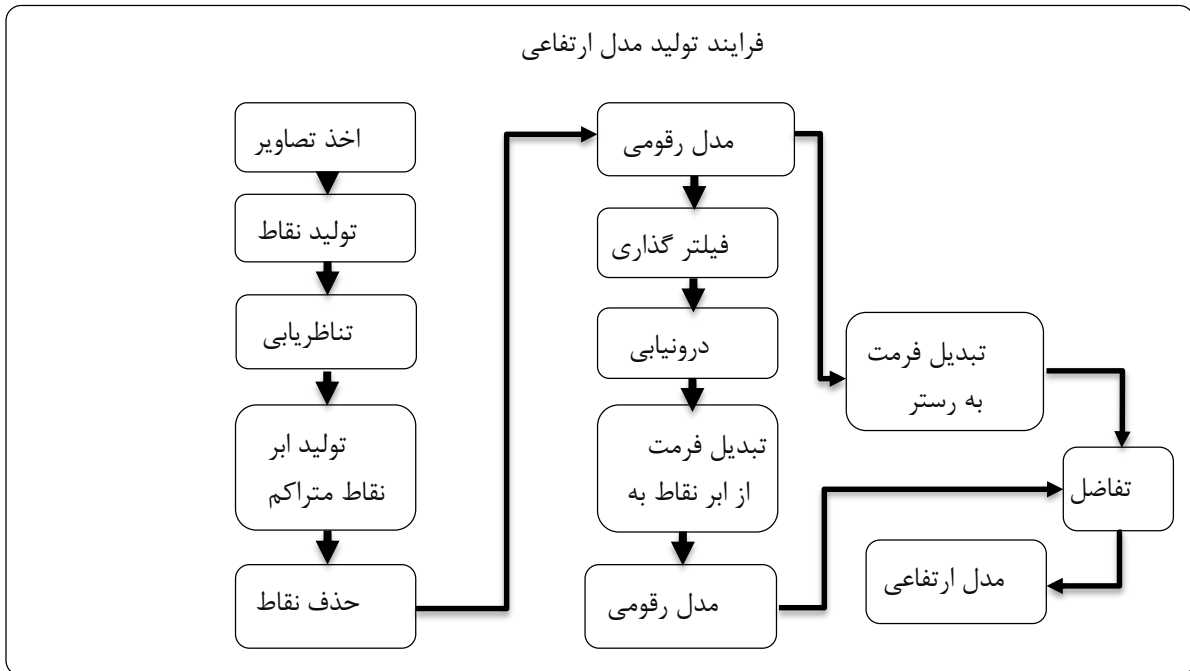 فرایند تولید مدل ارتفاعی
اخذ تصاویر
تولید نقاط
تناظریابی
تولید ابر
نقاط متراکم
حذف نقاط
مدل رقومی
فیلتر گذاری
درونیابی
تبدیل فرمت
از ابر نقاط به
مدل رقومی
تبدیل فرمت
به رستر
تفاضل
مدل ارتفاعی